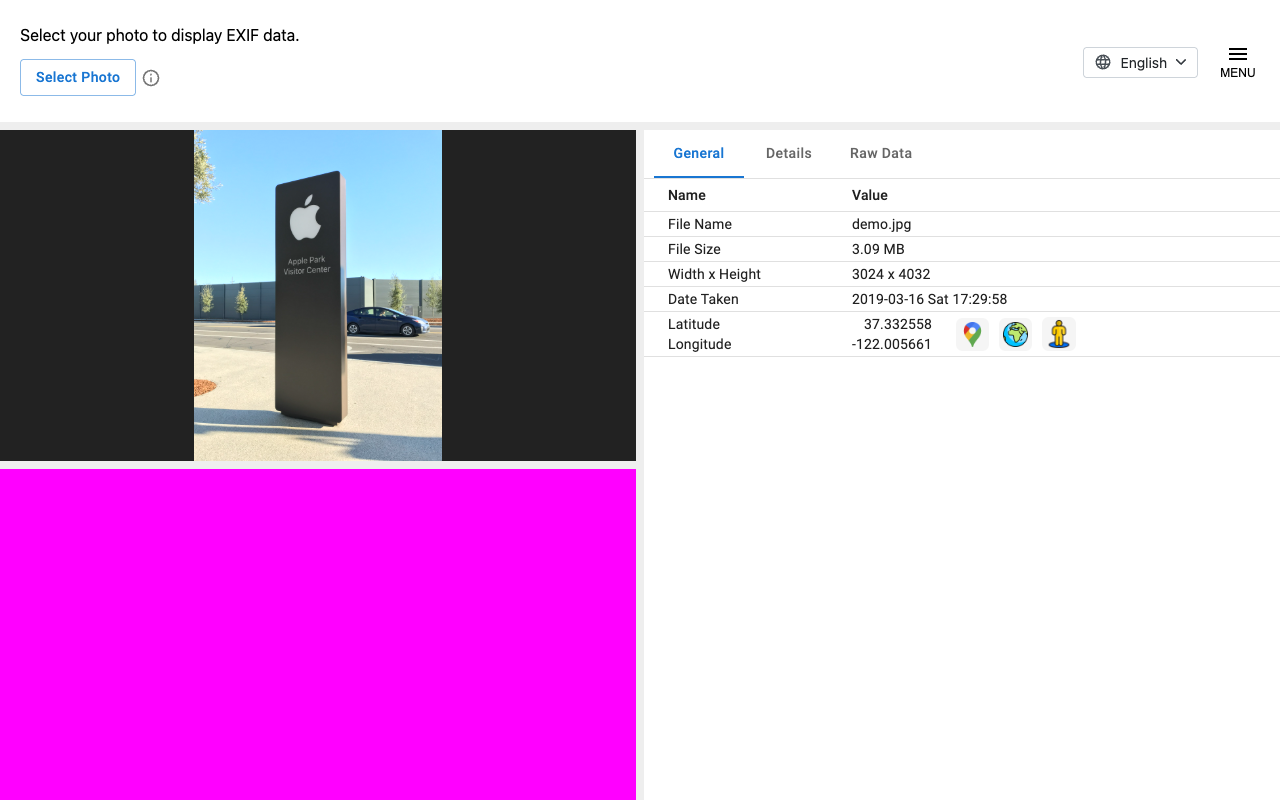 Select your photo to display EXIF data.
Select Photo
English
MENU
Apple Park
Visitor Center
General Details Raw Data
Name Value
File Name demo.jpg
File Size 3.09 MB
Width x Height 3024 x 4032
Date Taken 2019-03-16 Sat 17:29:58
Latitude 37.332558
Longitude -122.005661